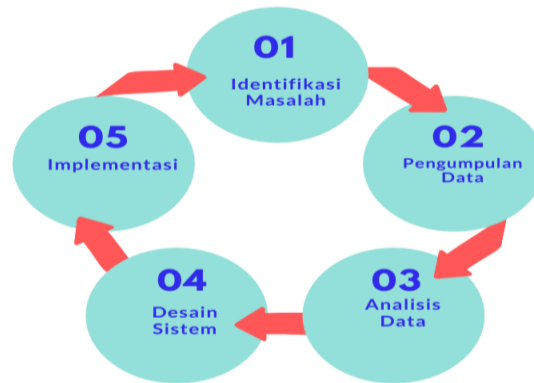 01
Identifikasi
Masalah
02
Pengumpulan
Data
03
Analisis
Data
04
Desain
Sistem
05
Implementasi